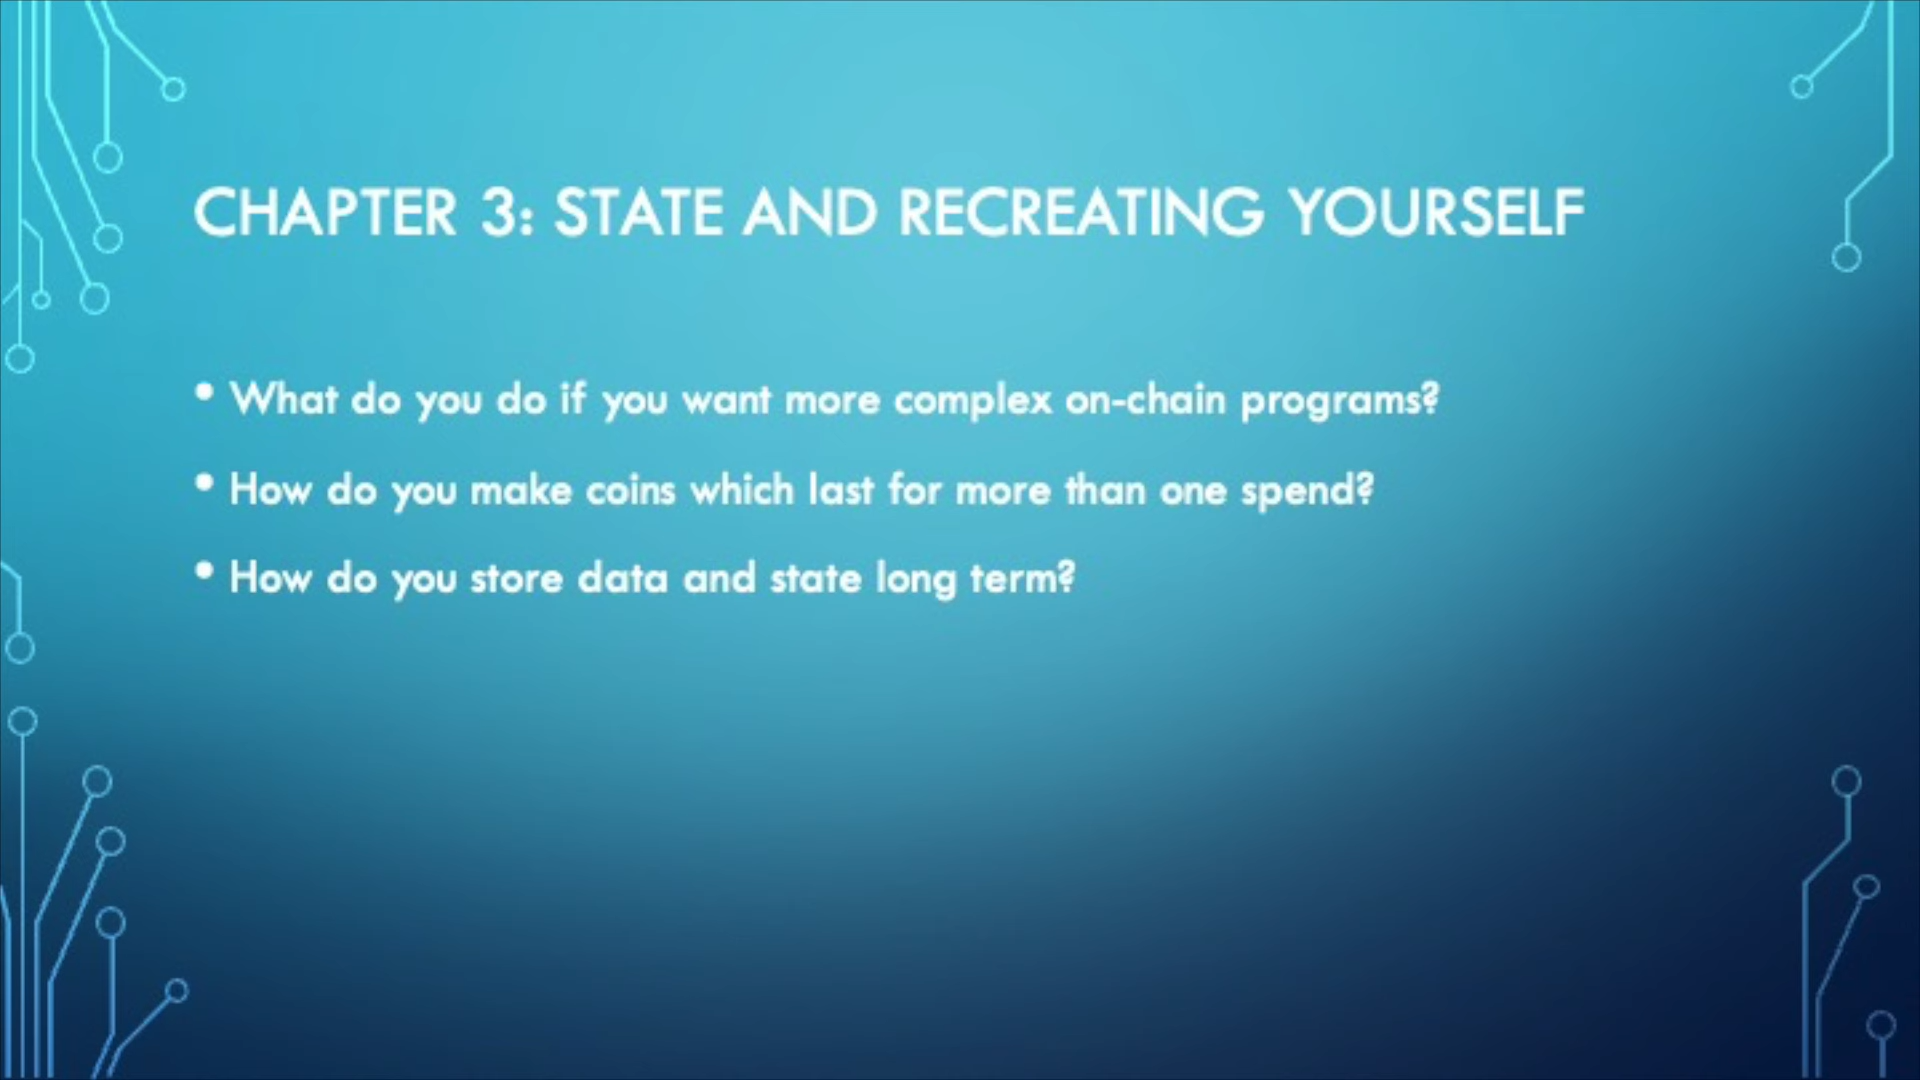 CHAPTER 3: STATE AND RECREATING YOURSELF
• What do you do if you want more complex on-chain programs?
• How do you make coins which last for more than one spend?
• How do you store data and state long term?